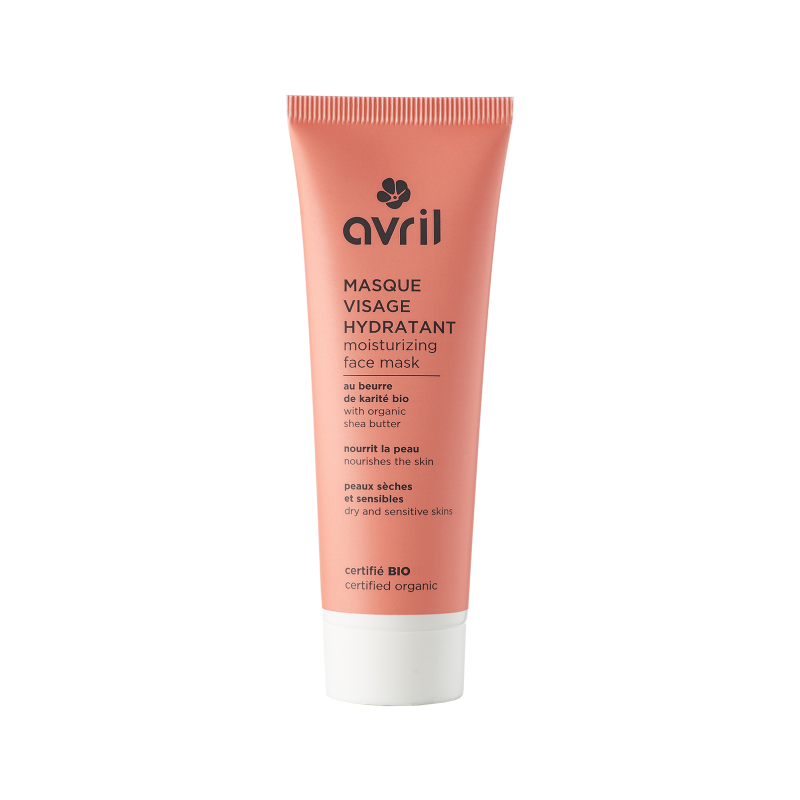 avril
MASQUE
VISAGE
HYDRATANT
moisturizing
face mask
au beurre
de karité bio
with organic
shea butter
nourrit la peau
nourishes the skin
peaux sèches
et sensibles
dry and sensitive skins
certifié BIO
certified organic